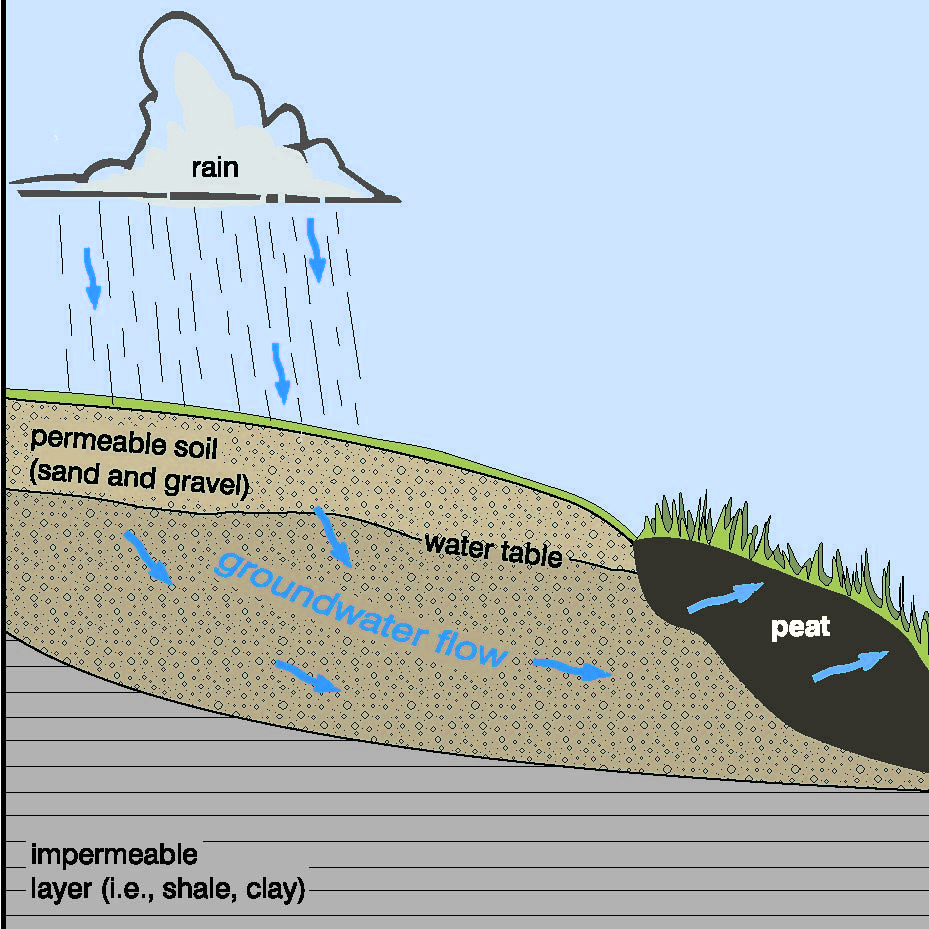 rain
permeable soil
(sand and gravel)
water table
groundwater flow
peat
impermeable
layer (i.e., shale, clay)